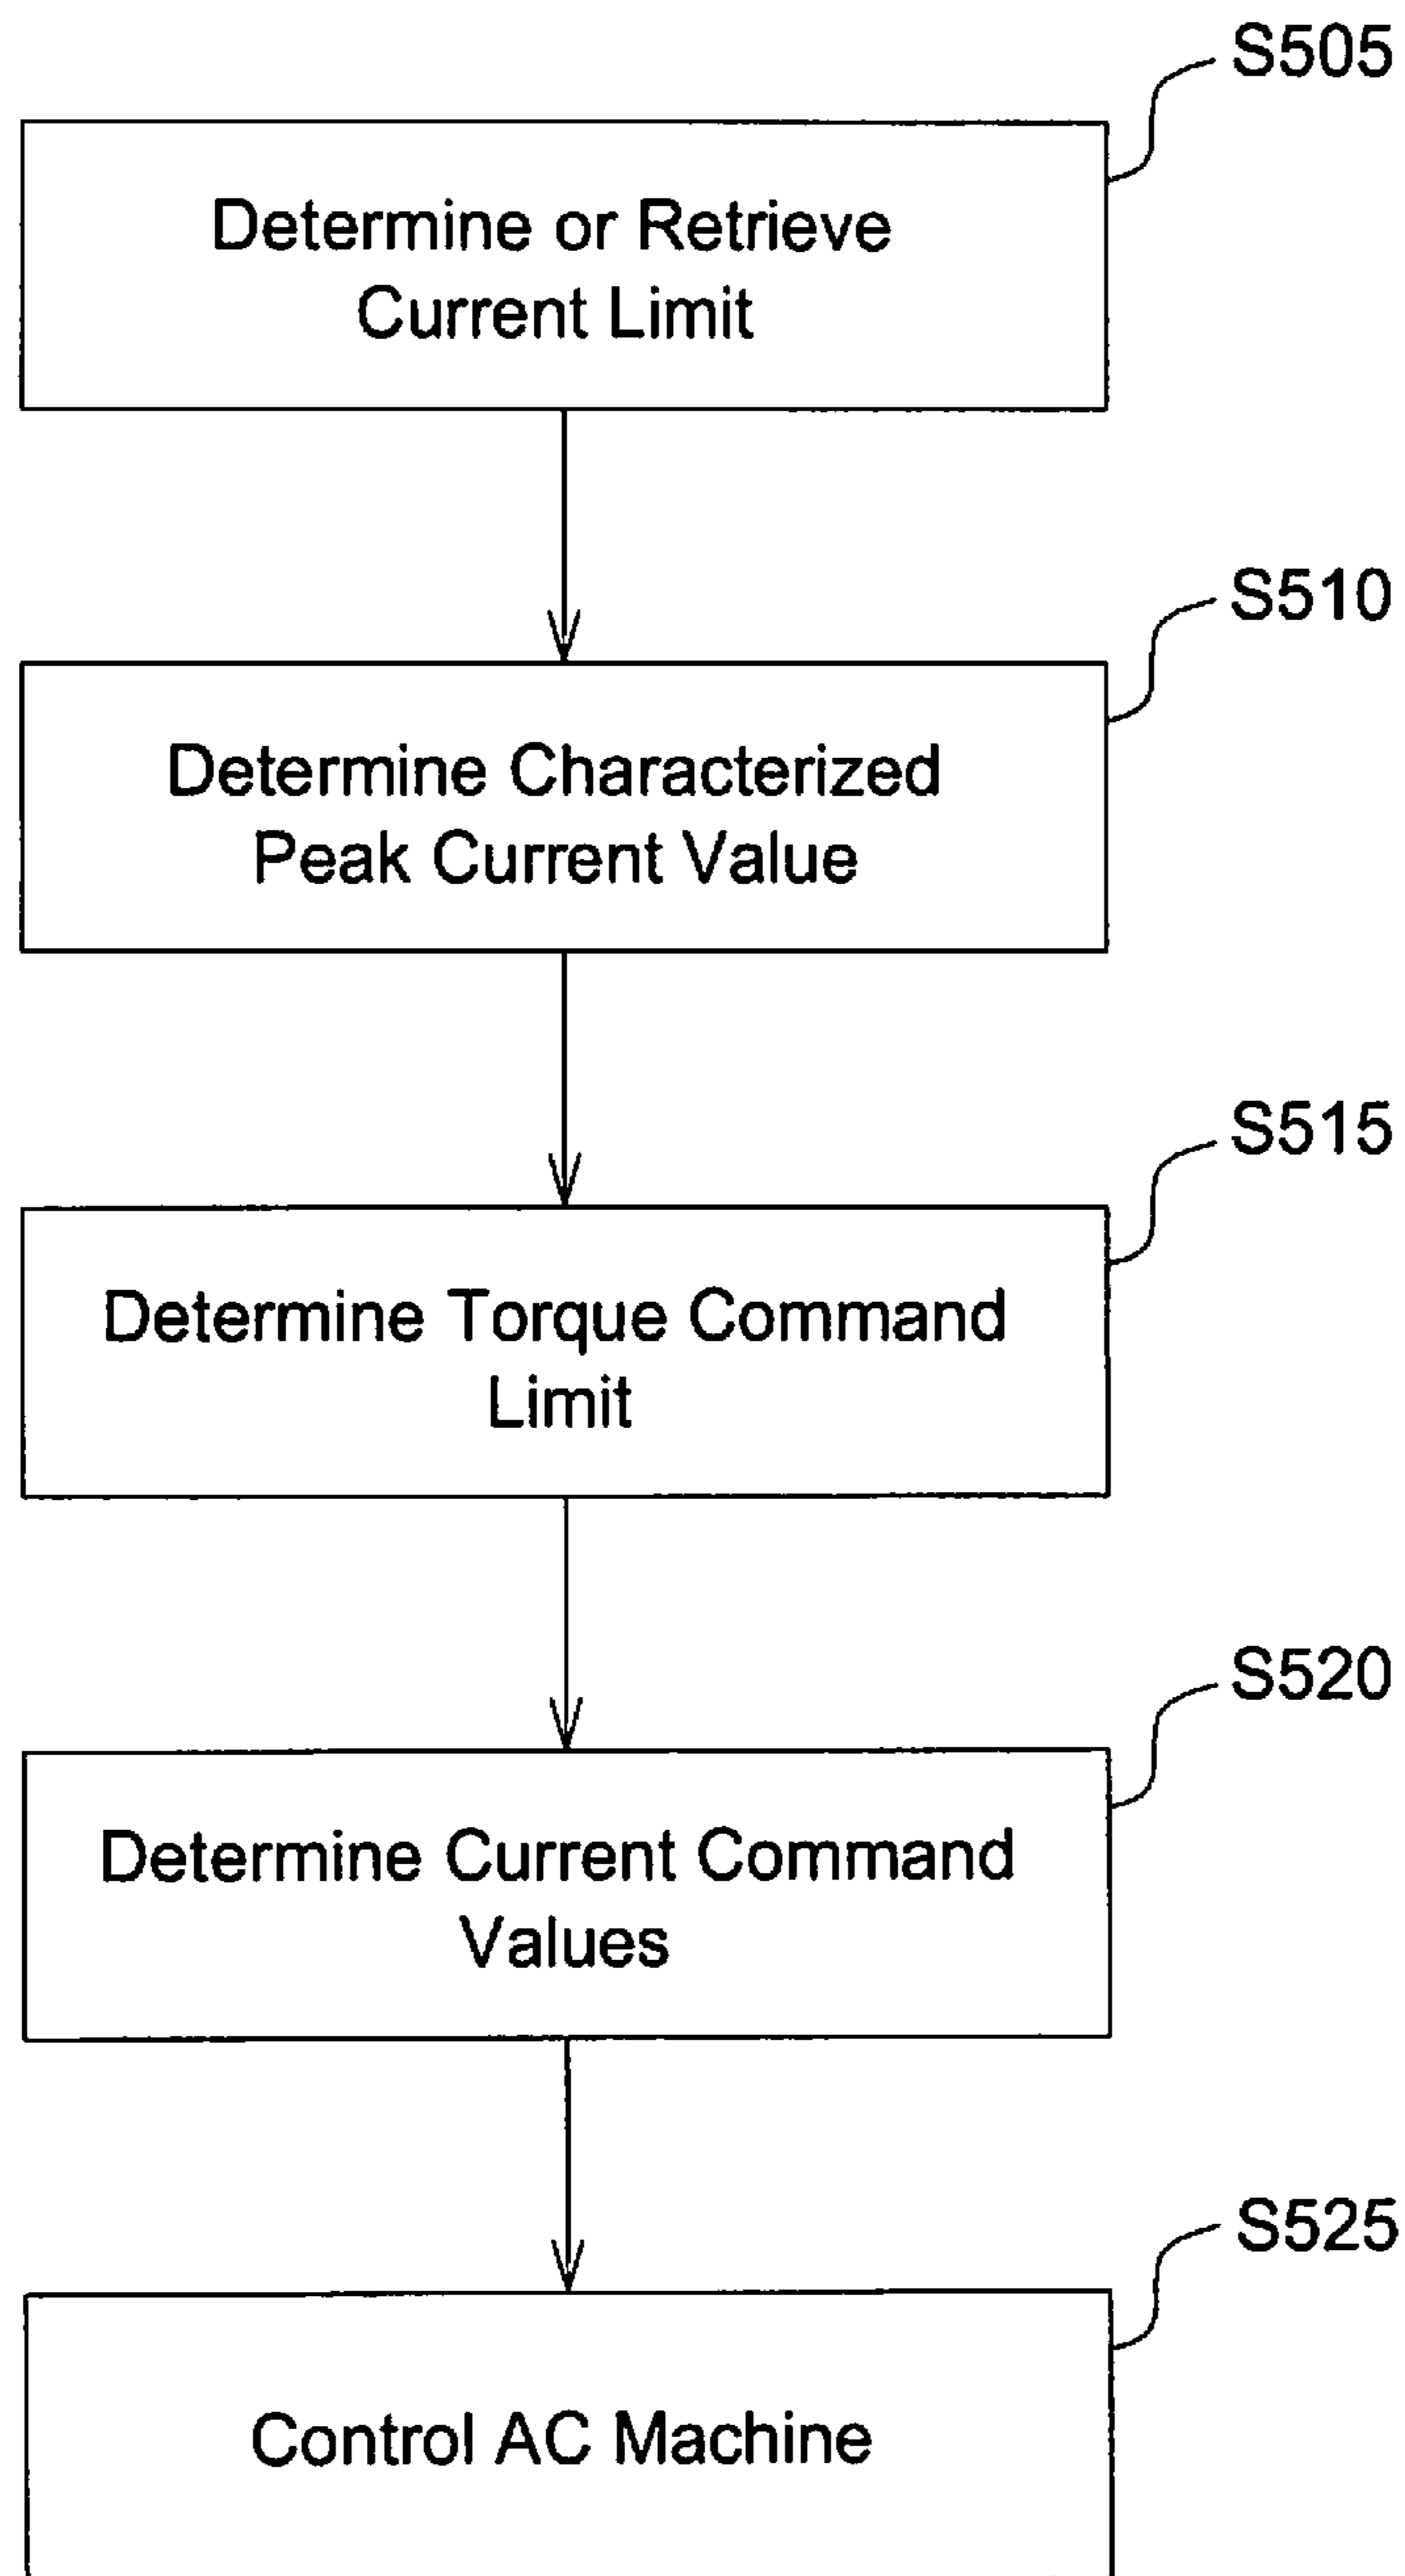 S505
Determine or Retrieve
Current Limit
S510
Determine Characterized
Peak Current Value
S515
Determine Torque Command
Limit
S520
Determine Current Command
Values
S525
Control AC Machine